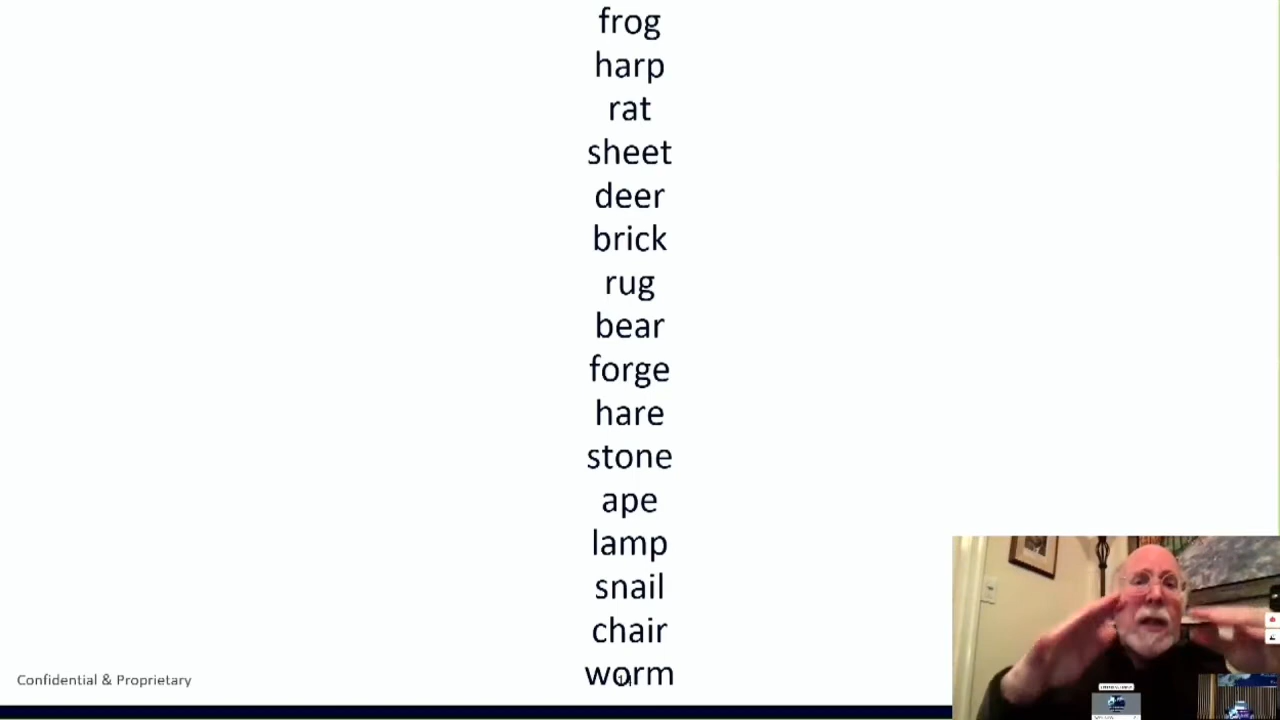 frog
harp
rat
sheet
deer
brick
rug
bear
forge
hare
stone
ape
lamp
snail
chair
worm
Confidential & Proprietary